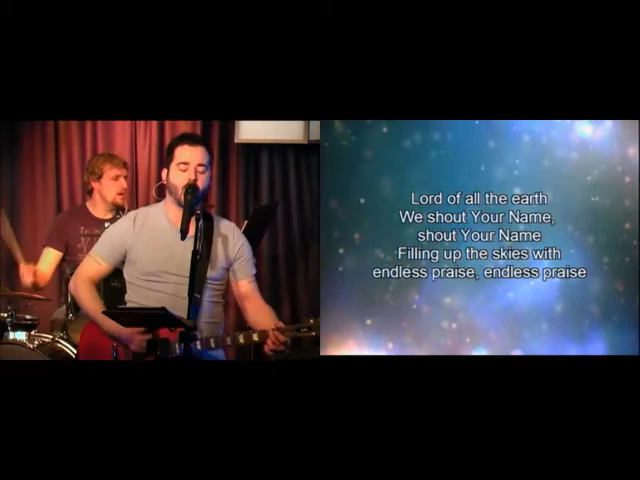 Lord of all the earth
We shout Your Name,
shout Your Name
Filling up the skies with
endless praise, endless praise